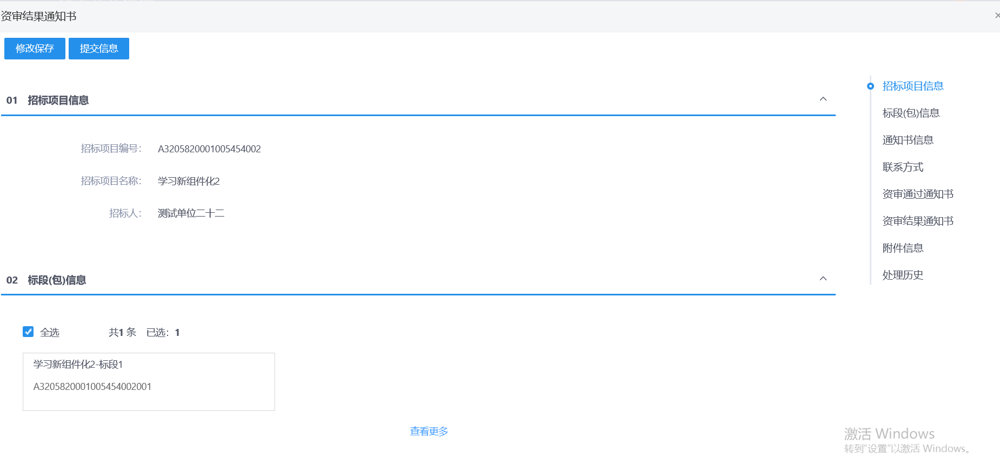 资审结果通知书
修改保存 提交信息
01 招标项目信息
招标项目编号： A3205820001005454002
招标项目名称： 学习新组件化2
招标人： 测试单位二十二
02 标段(包)信息
全选 共1 条 已选：1
学习新组件化2-标段1
A3205820001005454002001
查看更多
招标项目信息
标段(包)信息
通知书信息
联系方式
资审通过通知书
资审结果通知书
附件信息
处理历史
激活 Windows
转到“设置”以激活 Windows。